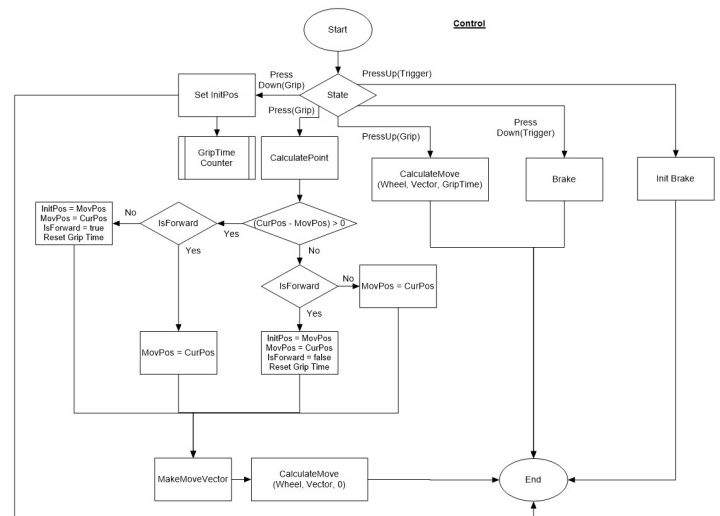 Control
Start
PressUp(Trigger)
Press
Down(Grip)
State
Set InitPos
Press(Grip)
Press
Down(Trigger)
PressUp(Grip)
GripTime
Counter
CalculatePoint
CalculateMove
(Wheel, Vector, GripTime)
Brake
Init Brake
InitPos = MovPos
MovPos = CurPos
IsForward = true
Reset Grip Time
No
IsForward
Yes
(CurPos - MovPos) > 0
Yes
No
IsForward
No
MovPos = CurPos
Yes
MovPos = CurPos
InitPos = MovPos
MovPos = CurPos
IsForward = false
Reset Grip Time
MakeMoveVector
CalculateMove
(Wheel, Vector, 0)
End